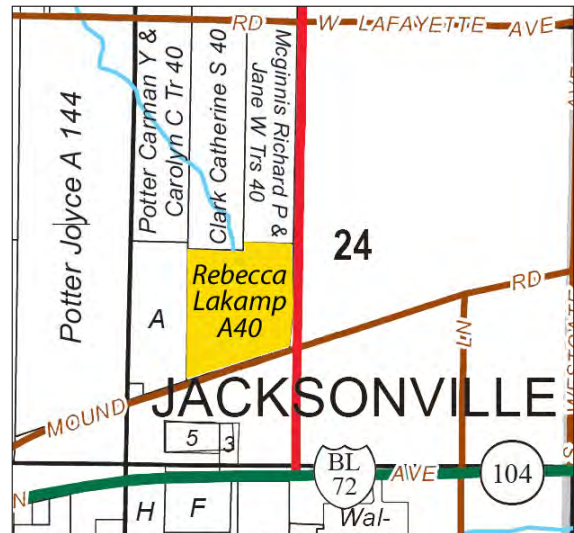 RD W LAFAYETTE AVE
Potter Joyce A 144
Potter Carman Y &
Carolyn C Tr 40
Clark Catherine S 40
Mcginnis Richard P &
Jane W Trs 40
AVE
24
Rebecca
Lakamp
A40
A
RD
LN
S WESTGATE
JACKSONVILLE
MOUND
5
3
BL
72
AVE
104
N
H
F
Wal-